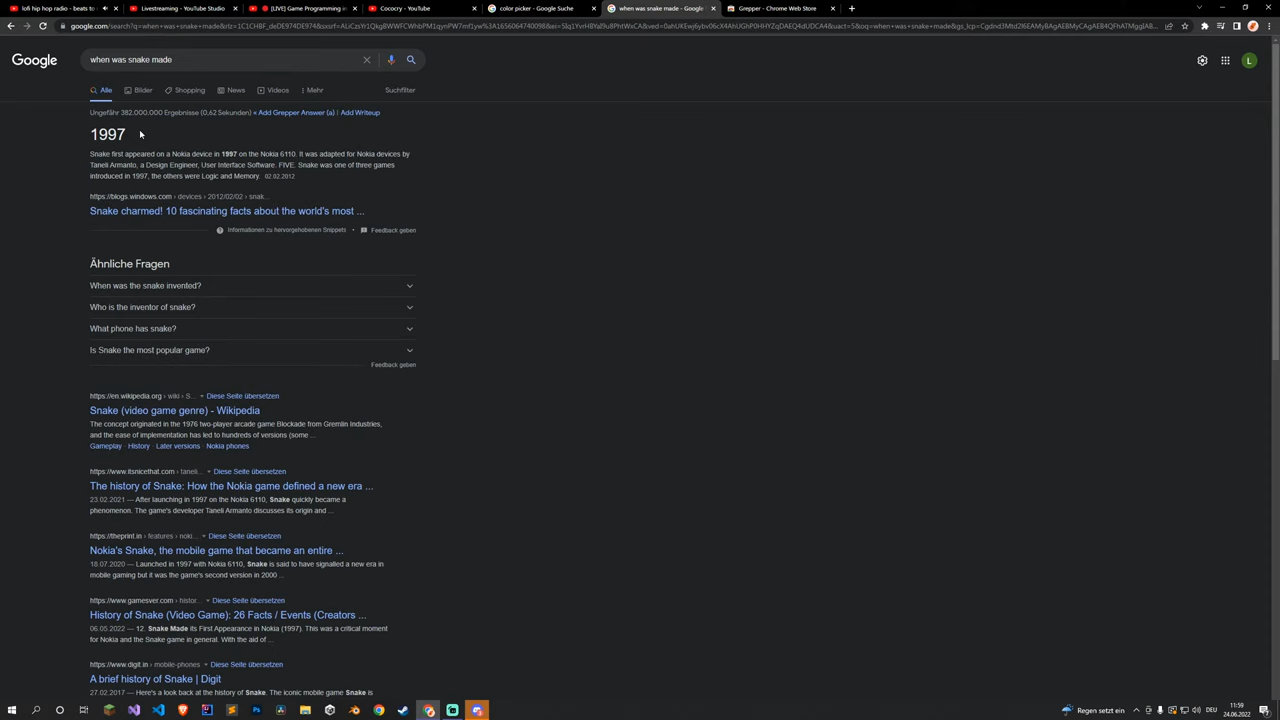 lofi hip hop radio - beats to
Livestreaming - YouTube Studio
[LIVE] Game Programming in
Cococry - YouTube
color picker - Google Suche
when was snake made - Google
Grepper - Chrome Web Store
Google
when was snake made
L
Alle
Bilder
Shopping
News
Videos
Mehr
Suchfilter
Ungefähr 382.000.000 Ergebnisse (0,62 Sekunden) « Add Grepper Answer (a) | Add Writeup
1997
Snake first appeared on a Nokia device in 1997 on the Nokia 6110. It was adapted for Nokia devices by
Taneli Armanto, a Design Engineer, User Interface Software. FIVE. Snake was one of three games
introduced in 1997, the others were Logic and Memory. 02.02.2012
https://blogs.windows.com › devices › 2012/02/02 › snak...
Snake charmed! 10 fascinating facts about the world's most ...
Informationen zu hervorgehobenen Snippets • Feedback geben
Ähnliche Fragen
When was the snake invented?
Who is the inventor of snake?
What phone has snake?
Is Snake the most popular game?
Feedback geben
https://en.wikipedia.org › wiki › S... Diese Seite übersetzen
Snake (video game genre) - Wikipedia
The concept originated in the 1976 two-player arcade game Blockade from Gremlin Industries,
and the ease of implementation has led to hundreds of versions (some ...
Gameplay · History · Later versions · Nokia phones
https://www.itsnicethat.com › taneli... Diese Seite übersetzen
The history of Snake: How the Nokia game defined a new era ...
23.02.2021 — After launching in 1997 on the Nokia 6110, Snake quickly became a
phenomenon. The game's developer Taneli Armanto discusses its origin and ...
https://theprint.in › features › noki... Diese Seite übersetzen
Nokia's Snake, the mobile game that became an entire ...
18.07.2020 — Launched in 1997 with Nokia 6110, Snake is said to have signalled a new era in
mobile gaming but it was the game's second version in 2000 ...
https://www.gamesver.com › histor... Diese Seite übersetzen
History of Snake (Video Game): 26 Facts / Events (Creators ...
06.05.2022 — 12. Snake Made its First Appearance in Nokia (1997). This was a critical moment
for Nokia and the Snake game in general. With the aid of ...
https://www.digit.in › mobile-phones Diese Seite übersetzen
A brief history of Snake | Digit
27.02.2017 — Here's a look back at the history of Snake. The iconic mobile game Snake is
Regen setzt ein
DEU
11:59
24.06.2022